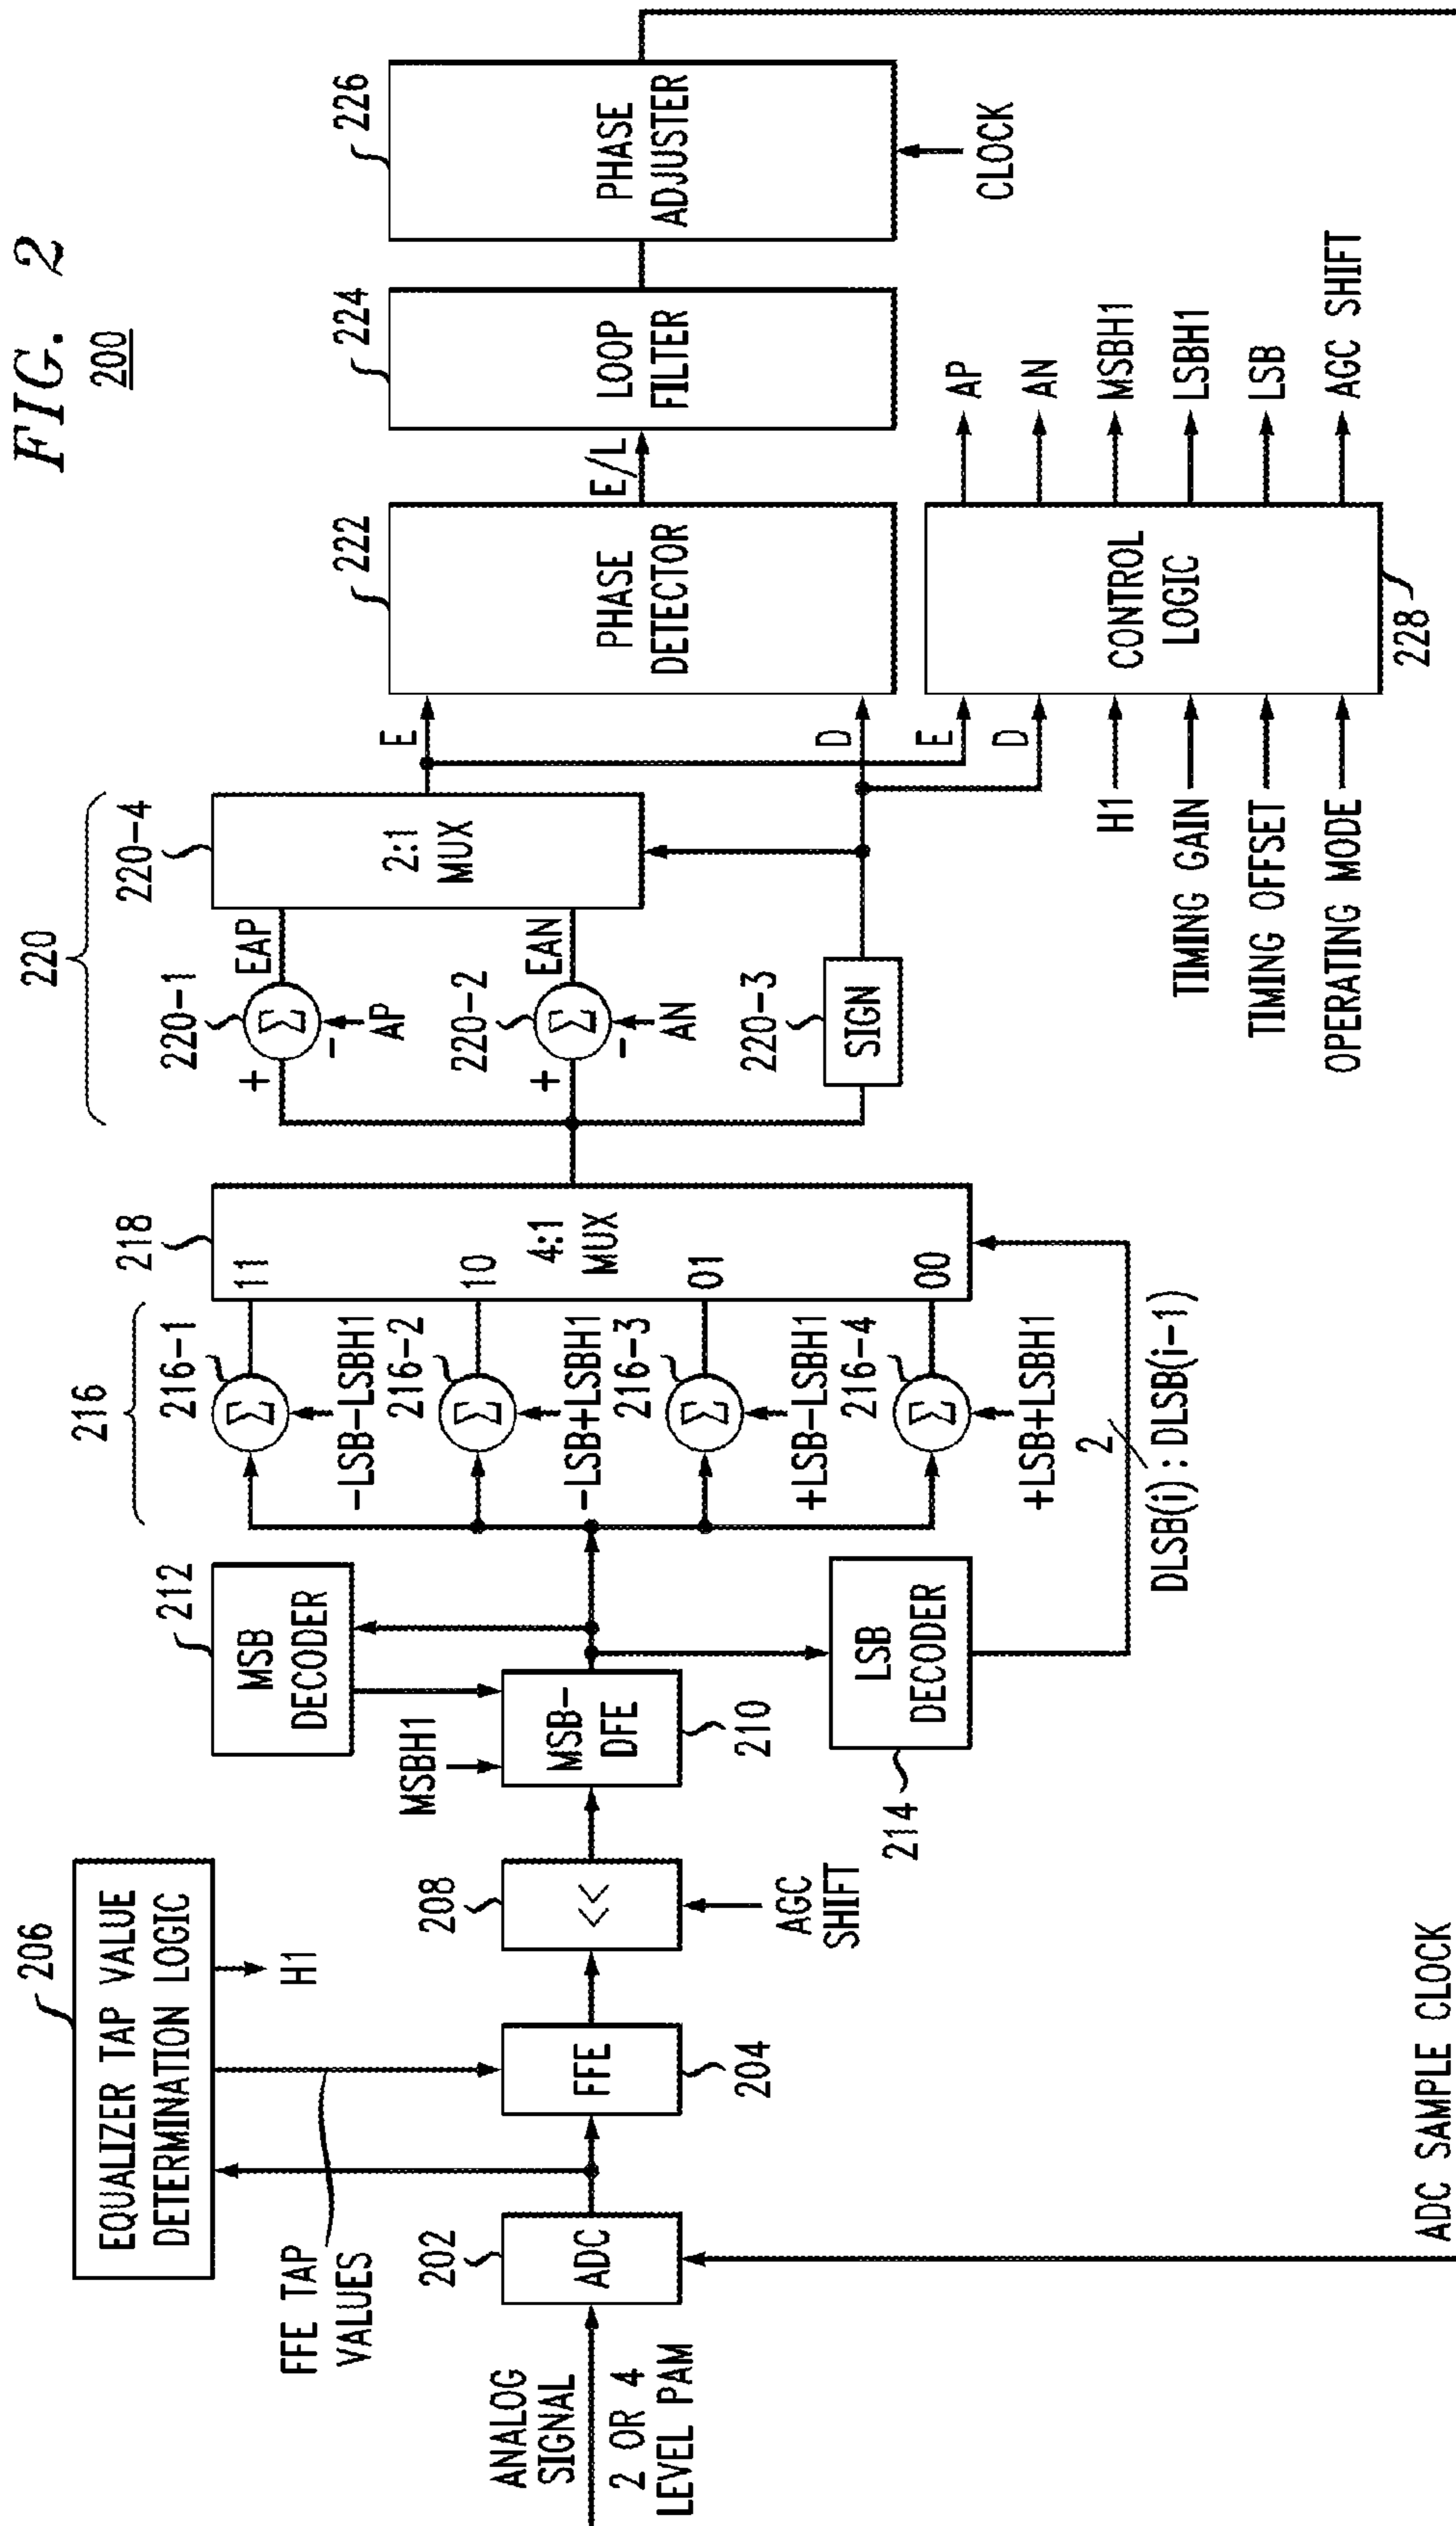 FIG. 2
200
206
EQUALIZER TAP VALUE
DETERMINATION LOGIC
H1
FFE TAP
VALUES
ANALOG
SIGNAL
2 OR 4
LEVEL PAM
202
ADC
FFE
204
208
<<
AGC
SHIFT
MSBH1
MSB-
DFE
210
212
MSB
DECODER
LSB
DECODER
214
216
216-1
Σ
-LSB-LSBH1
216-2
Σ
-LSB+LSBH1
216-3
Σ
+LSB-LSBH1
216-4
Σ
+LSB+LSBH1
2
DLSB(i):DLSB(i-1)
218
11
10
01
00
4:1
MUX
220
220-1
+
Σ
-
AP
EAP
220-2
+
Σ
-
AN
EAN
220-3
SIGN
220-4
2:1
MUX
E
D
E
D
222
PHASE
DETECTOR
E/L
224
LOOP
FILTER
226
PHASE
ADJUSTER
CLOCK
H1
TIMING GAIN
TIMING OFFSET
OPERATING MODE
CONTROL
LOGIC
228
AP
AN
MSBH1
LSBH1
LSB
AGC SHIFT
ADC SAMPLE CLOCK